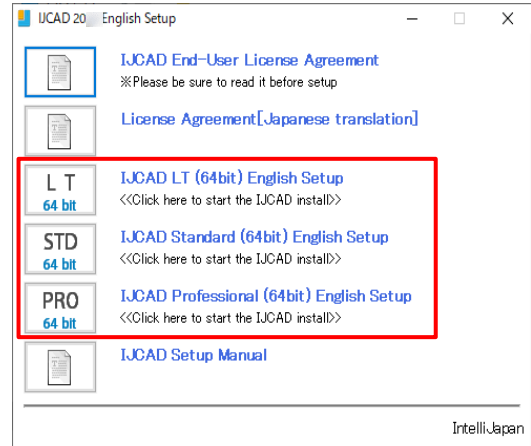 IJCAD 20 English Setup
IJCAD End-User License Agreement
※Please be sure to read it before setup
License Agreement[Japanese translation]
LT
64 bit
IJCAD LT (64bit) English Setup
<<Click here to start the IJCAD install>>
STD
64 bit
IJCAD Standard (64bit) English Setup
<<Click here to start the IJCAD install>>
PRO
64 bit
IJCAD Professional (64bit) English Setup
<<Click here to start the IJCAD install>>
IJCAD Setup Manual
IntelliJapan